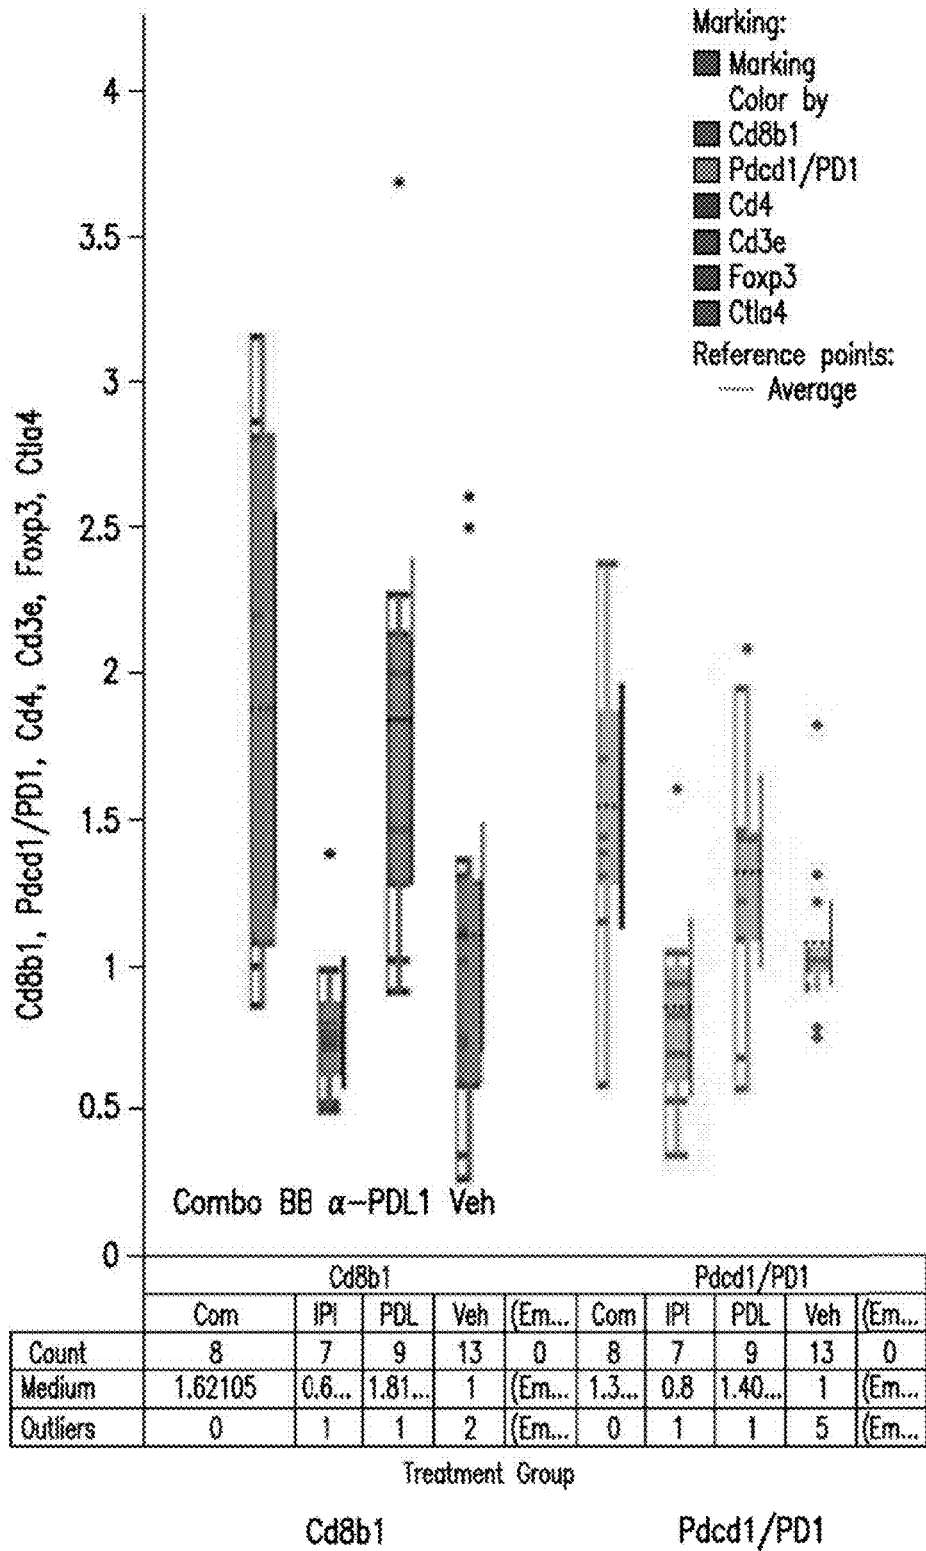 Marking:
Marking
Color by
Cd8b1
Pdcd1/PD1
Cd4
Cd3e
Foxp3
Ctla4
Reference points:
Average
Cd8b1, Pdcd1/PD1, Cd4, Cd3e, Foxp3, Ctla4
4
3.5
3
2.5
2
1.5
1
0.5
0
Combo BB α-PDL1 Veh
Cd8b1 Pdcd1/PD1
Com IPI PDL Veh (Em... Com IPI PDL Veh (Em...
Count 8 7 9 13 0 8 7 9 13 0
Medium 1.62105 0.6... 1.81... 1 (Em... 1.3... 0.8 1.40... 1 (Em...
Outliers 0 1 1 2 (Em... 0 1 1 5 (Em...
Treatment Group
Cd8b1 Pdcd1/PD1